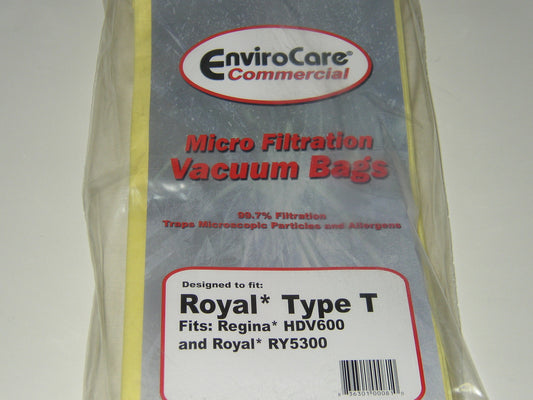 EnviroCare®
Commercial
Micro Filtration
Vacuum Bags
99.7% Filtration
Traps Microscopic Particles and Allergens
Designed to fit:
Royal* Type T
Fits: Regina* HDV600
and Royal* RY5300